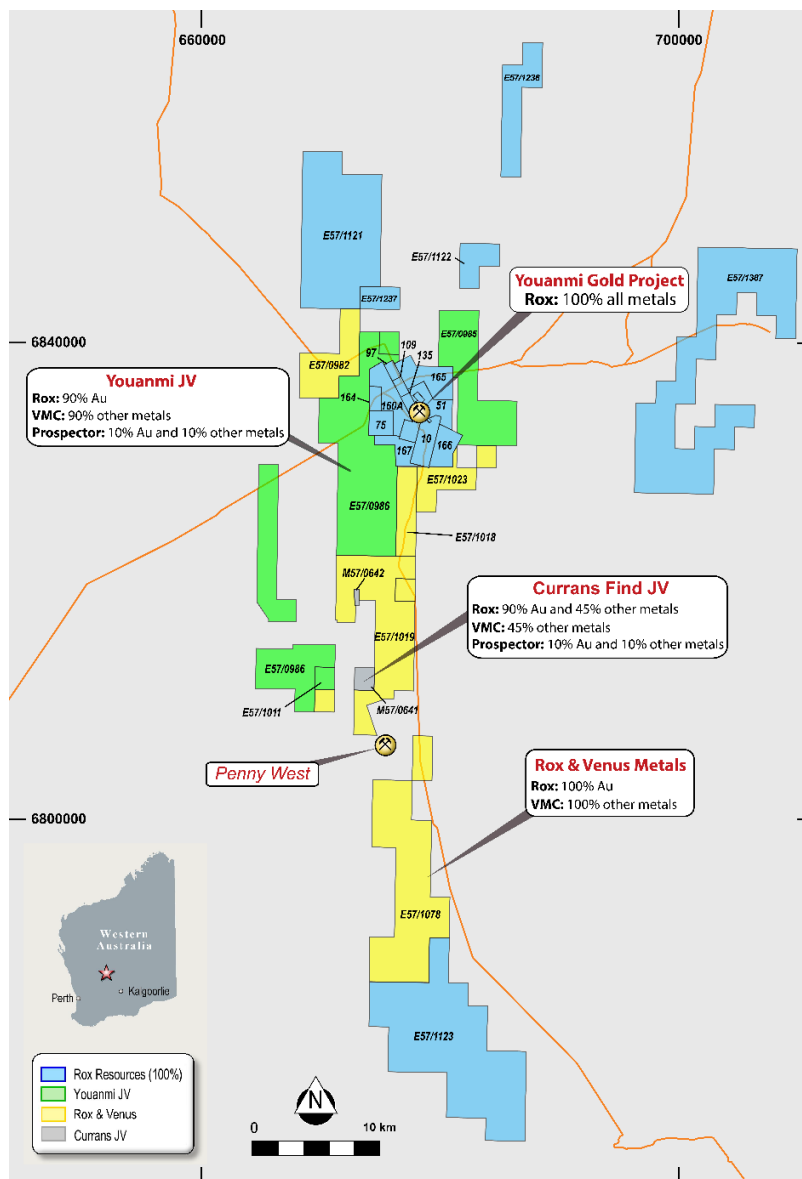 660000
700000
E57/1238
E57/1121
E57/1122
E57/1387
E57/1237
Youanmi Gold Project
Rox: 100% all metals
6840000
E57/0985
E57/0982
97
109
135
165
164
160A
51
75
10
167
166
Youanmi JV
Rox: 90% Au
VMC: 90% other metals
Prospector: 10% Au and 10% other metals
E57/1023
E57/0986
E57/1018
M57/0642
Currans Find JV
Rox: 90% Au and 45% other metals
VMC: 45% other metals
Prospector: 10% Au and 10% other metals
E57/1019
E57/0986
E57/1011
M57/0641
Penny West
Rox & Venus Metals
Rox: 100% Au
VMC: 100% other metals
6800000
E57/1078
Western
Australia
Perth
Kalgoorlie
E57/1123
Rox Resources (100%)
Youanmi JV
Rox & Venus
Currans JV
N
0
10 km